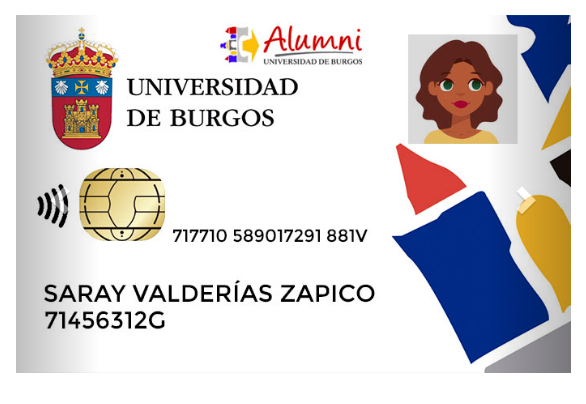 Alumni
UNIVERSIDAD DE BURGOS
UNIVERSIDAD
DE BURGOS
717710 589017291 881V
SARAY VALDERÍAS ZAPICO
71456312G